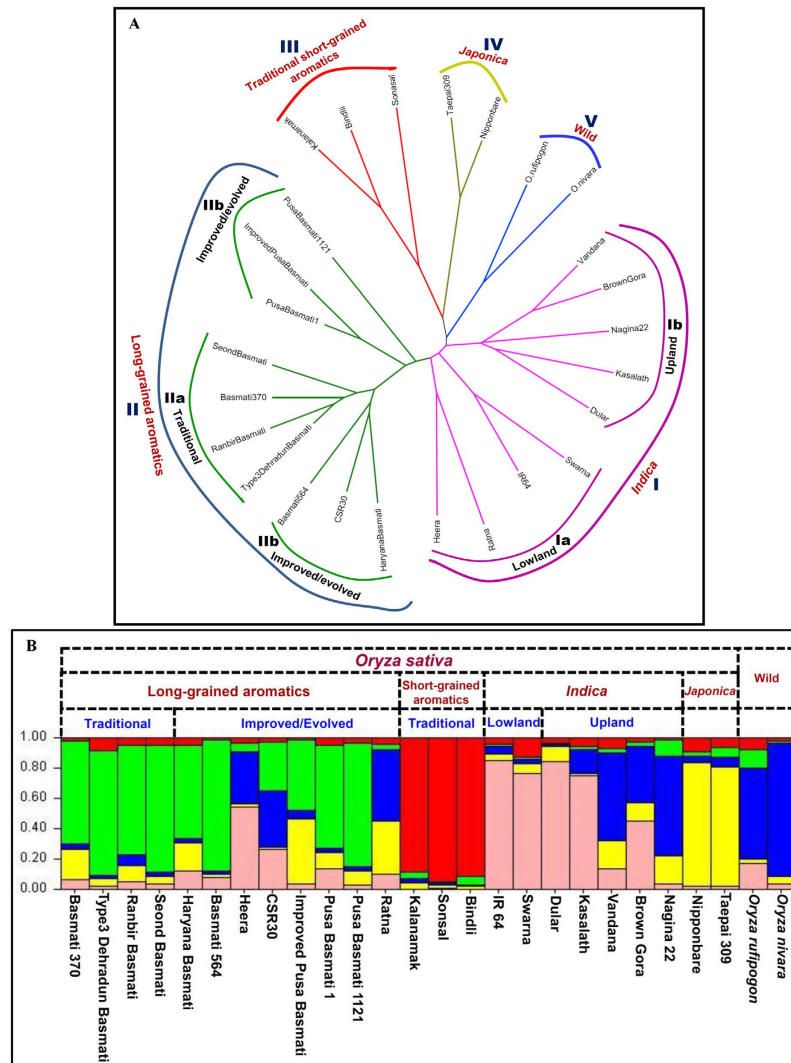 A
III
Traditional short-grained
aromatics
IV
Japonica
V
Wild
Kalanamak
Bindli
Sonasal
Taepai309
Nipponbare
O.rufipogon
O.nivara
IIb
Improved/evolved
PusaBasmati1121
ImprovedPusaBasmati
PusaBasmati1
Long-grained aromatics
II
IIa
Traditional
SeondBasmati
Basmati370
RanbirBasmati
Type3DehradunBasmati
Basmati564
CSR30
HaryanaBasmati
IIb
Improved/evolved
Vandana
BrownGora
Nagina22
Kasalath
Dular
Ib
Upland
Swarna
IR64
Ratna
Heera
Ia
Lowland
Indica
I
B
Oryza sativa
Wild
Long-grained aromatics
Short-grained
aromatics
Indica
Japonica
Traditional
Improved/Evolved
Traditional
Lowland
Upland
1.00
0.80
0.60
0.40
0.20
0.00
Basmati 370
Type3 Dehradun Basmati
Ranbir Basmati
Seond Basmati
Haryana Basmati
Basmati 564
Heera
CSR30
Improved Pusa Basmati
Pusa Basmati 1
Pusa Basmati 1121
Ratna
Kalanamak
Sonsal
Bindli
IR 64
Swarna
Dular
Kasalath
Vandana
Brown Gora
Nagina 22
Nipponbare
Taepai 309
Oryza rufipogon
Oryza nivara